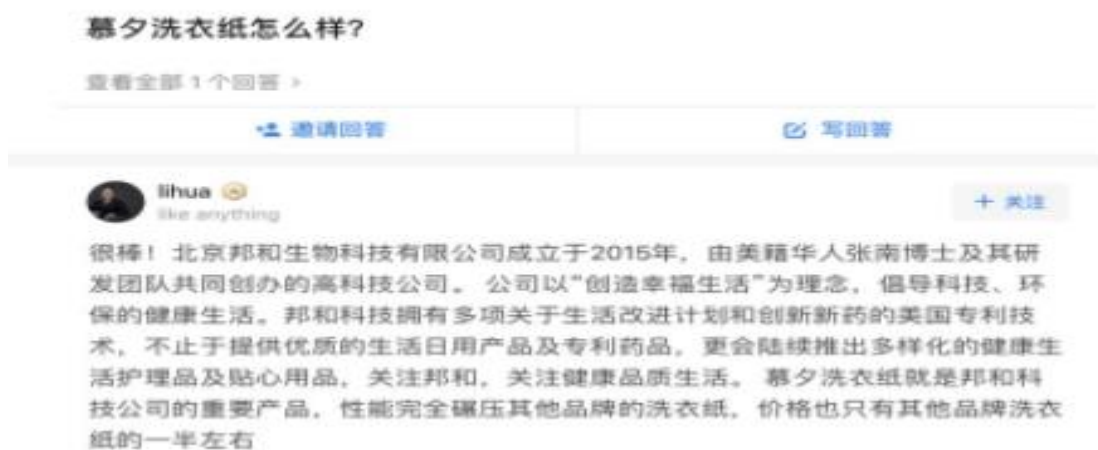 慕夕洗衣纸怎么样?
查看全部 1 个回答 >
邀请回答
写回答
lihua
like anything
+ 关注
很棒！北京邦和生物科技有限公司成立于2015年，由美籍华人张南博士及其研
发团队共同创办的高科技公司。 公司以“创造幸福生活”为理念，倡导科技、环
保的健康生活。邦和科技拥有多项关于生活改进计划和创新新药的美国专利技
术，不止于提供优质的生活日用产品及专利药品，更会陆续推出多样化的健康生
活护理品及贴心用品，关注邦和，关注健康品质生活。 慕夕洗衣纸就是邦和科
技公司的重要产品，性能完全碾压其他品牌的洗衣纸，价格也只有其他品牌洗衣
纸的一半左右